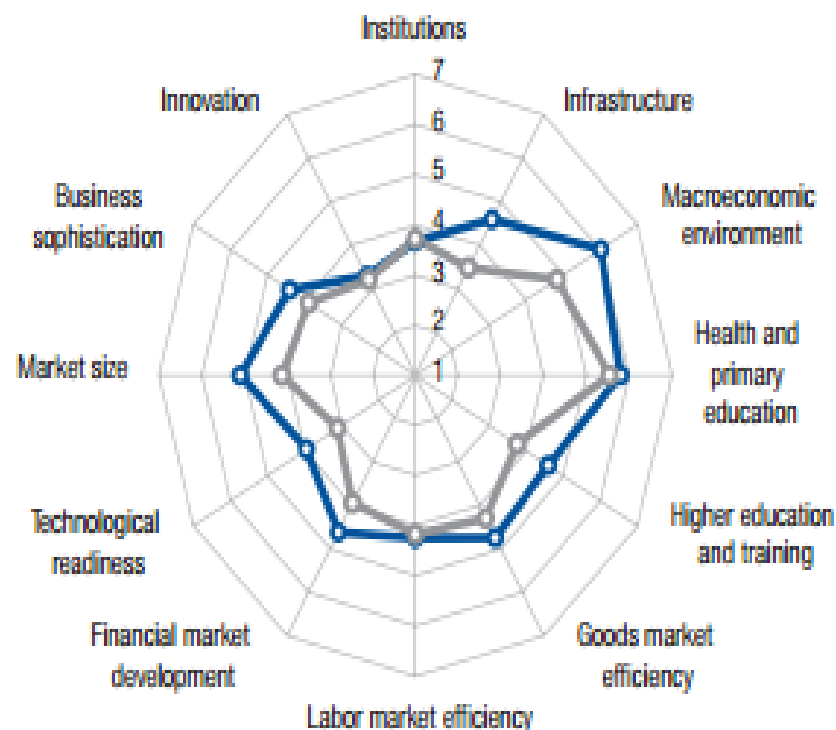 Institutions
7
Innovation
Infrastructure
6
5
Business
sophistication
Macroeconomic
environment
4
3
2
Market size
1
Health and
primary
education
Technological
readiness
Higher education
and training
Financial market
development
Goods market
efficiency
Labor market efficiency